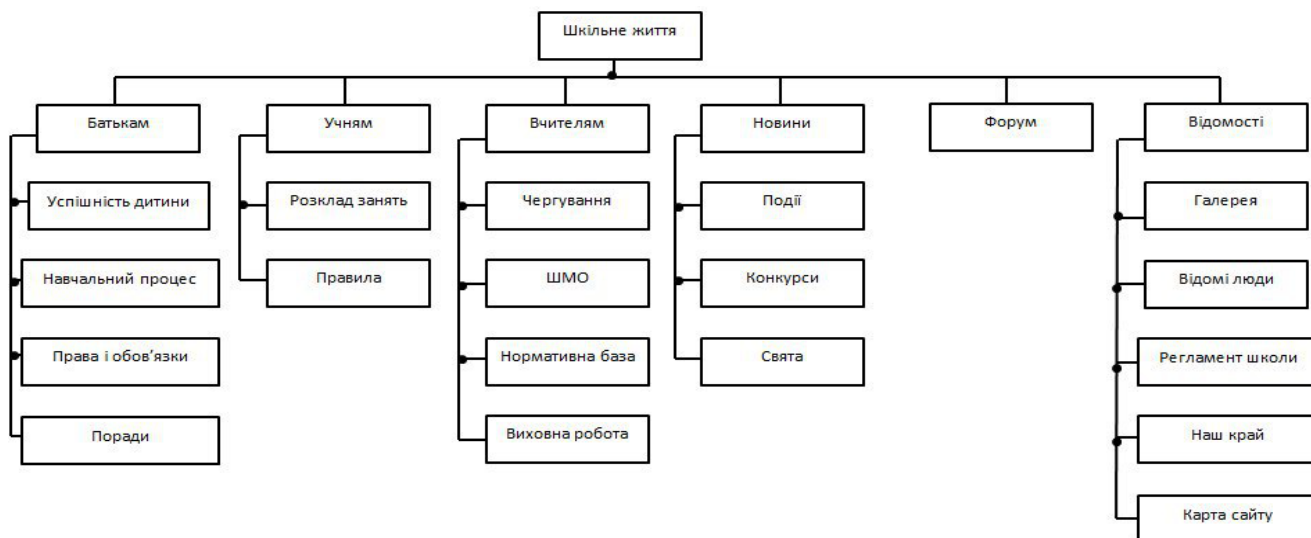 Шкільне життя
Батькам
Учням
Вчителям
Новини
Форум
Відомості
Успішність дитини
Розклад занять
Чергування
Події
Галерея
Навчальний процес
Правила
ШМО
Конкурси
Відомі люди
Права і обов’язки
Нормативна база
Свята
Регламент школи
Поради
Виховна робота
Наш край
Карта сайту